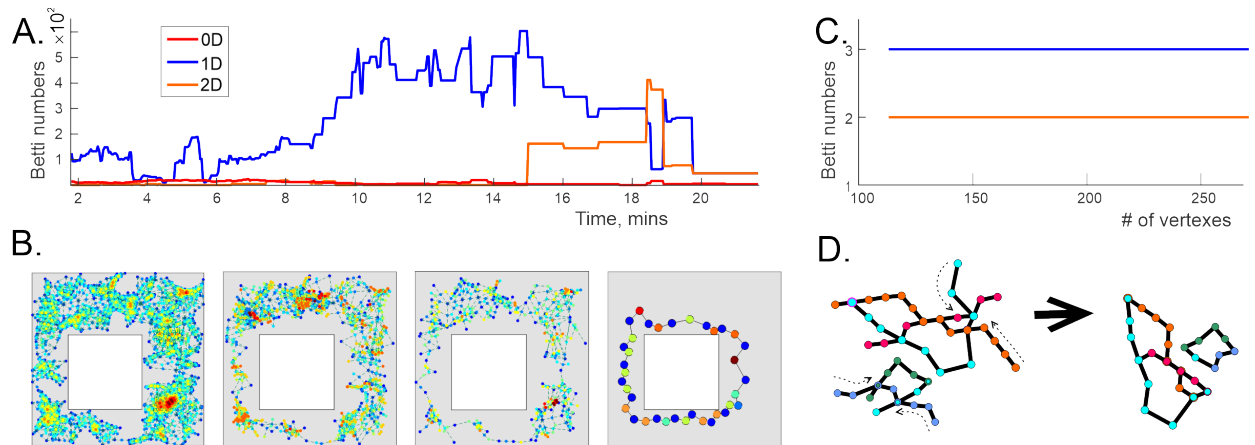 A.
×10²
5
4
3
2
1
Betti numbers
0D
1D
2D
2
4
6
8
10
12
14
16
18
20
Time, mins
C.
3
2
1
Betti numbers
100
150
200
250
# of vertexes
B.
D.